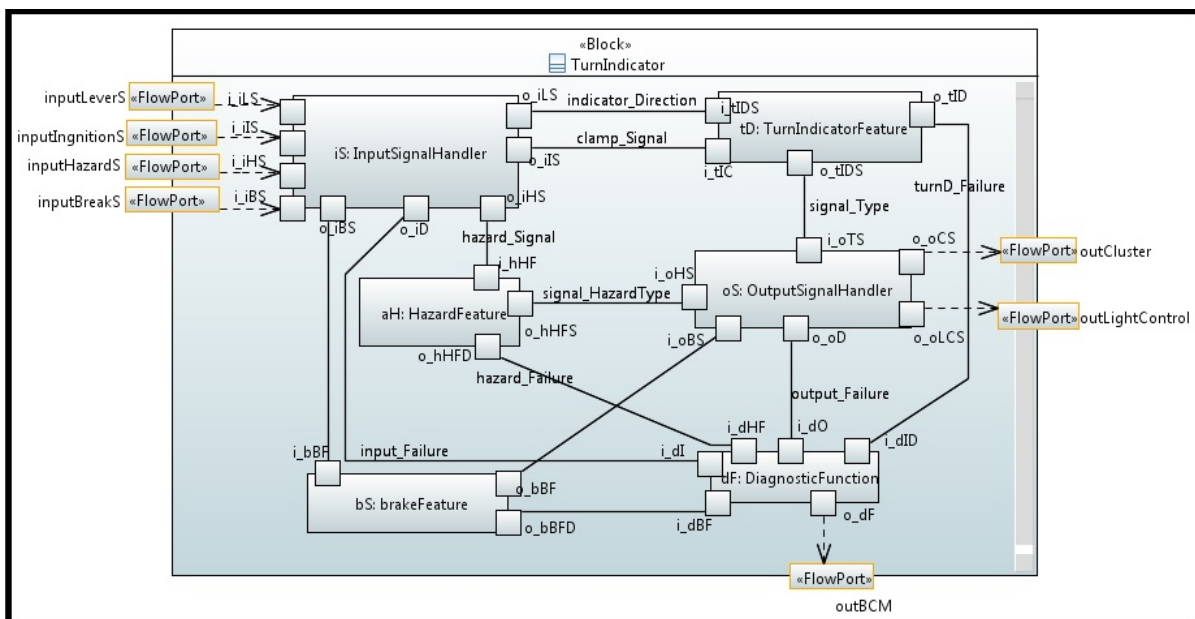 «Block»
TurnIndicator
inputLeverS «FlowPort» i_iLS
inputIngnitionS «FlowPort» i_iIS
inputHazardS «FlowPort» i_iHS
inputBreakS «FlowPort» i_iBS
iS: InputSignalHandler
o_iLS
indicator_Direction
i_tIDS
o_tID
clamp_Signal
tD: TurnIndicatorFeature
o_iIS
i_tIC
o_tIDS
turnD_Failure
o_iBS
o_iD
o_iHS
hazard_Signal
signal_Type
i_hHF
i_oTS
o_oCS
«FlowPort» outCluster
i_oHS
signal_HazardType
oS: OutputSignalHandler
aH: HazardFeature
o_hHFS
«FlowPort» outLightControl
i_oBS
o_oD
o_oLCS
o_hHFD
hazard_Failure
output_Failure
i_dHF
i_dO
i_dID
i_bBF
input_Failure
i_dI
o_bBF
dF: DiagnosticFunction
bS: brakeFeature
o_bBFD
i_dBF
o_dF
«FlowPort»
outBCM